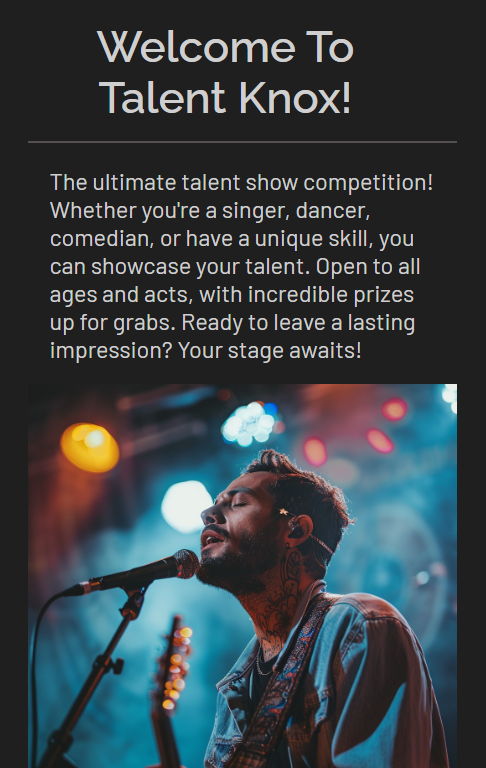 Welcome To
Talent Knox!
The ultimate talent show competition!
Whether you're a singer, dancer,
comedian, or have a unique skill, you
can showcase your talent. Open to all
ages and acts, with incredible prizes
up for grabs. Ready to leave a lasting
impression? Your stage awaits!